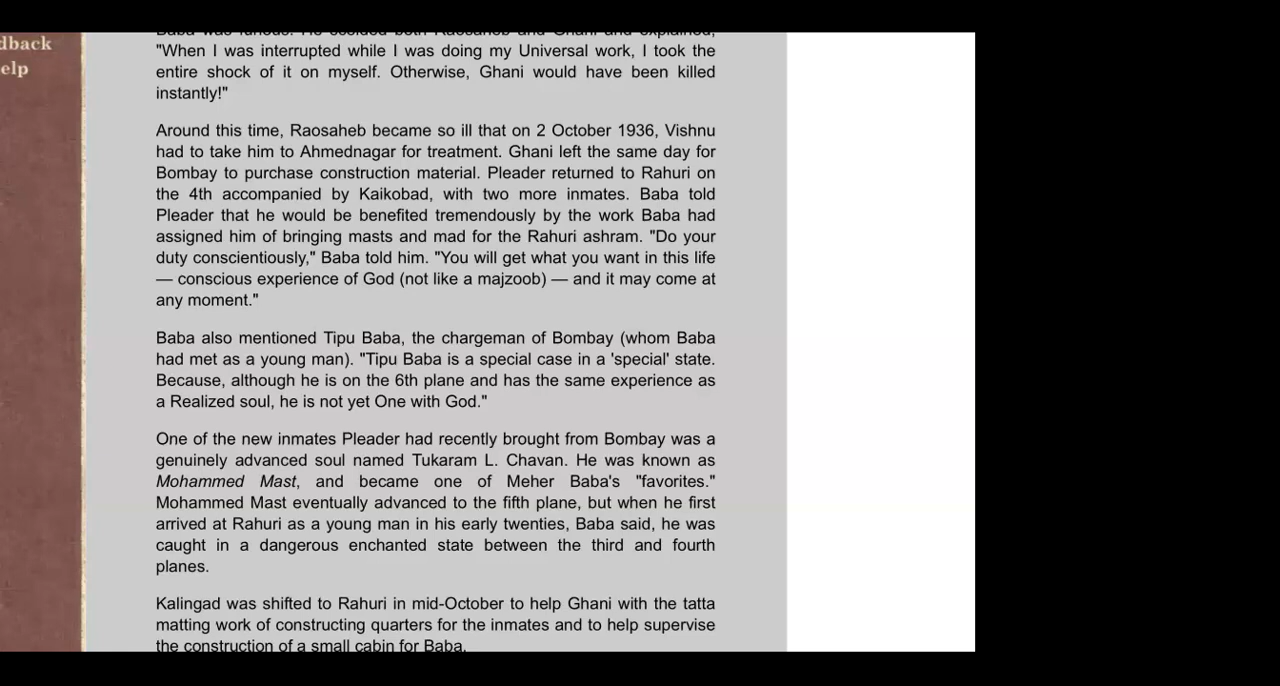 dback
elp
"When I was interrupted while I was doing my Universal work, I took the
entire shock of it on myself. Otherwise, Ghani would have been killed
instantly!"
Around this time, Raosaheb became so ill that on 2 October 1936, Vishnu
had to take him to Ahmednagar for treatment. Ghani left the same day for
Bombay to purchase construction material. Pleader returned to Rahuri on
the 4th accompanied by Kaikobad, with two more inmates. Baba told
Pleader that he would be benefited tremendously by the work Baba had
assigned him of bringing masts and mad for the Rahuri ashram. "Do your
duty conscientiously," Baba told him. "You will get what you want in this life
— conscious experience of God (not like a majzoob) — and it may come at
any moment."
Baba also mentioned Tipu Baba, the chargeman of Bombay (whom Baba
had met as a young man). "Tipu Baba is a special case in a 'special' state.
Because, although he is on the 6th plane and has the same experience as
a Realized soul, he is not yet One with God."
One of the new inmates Pleader had recently brought from Bombay was a
genuinely advanced soul named Tukaram L. Chavan. He was known as
Mohammed Mast, and became one of Meher Baba's "favorites."
Mohammed Mast eventually advanced to the fifth plane, but when he first
arrived at Rahuri as a young man in his early twenties, Baba said, he was
caught in a dangerous enchanted state between the third and fourth
planes.
Kalingad was shifted to Rahuri in mid-October to help Ghani with the tatta
matting work of constructing quarters for the inmates and to help supervise
the construction of a small cabin for Baba.